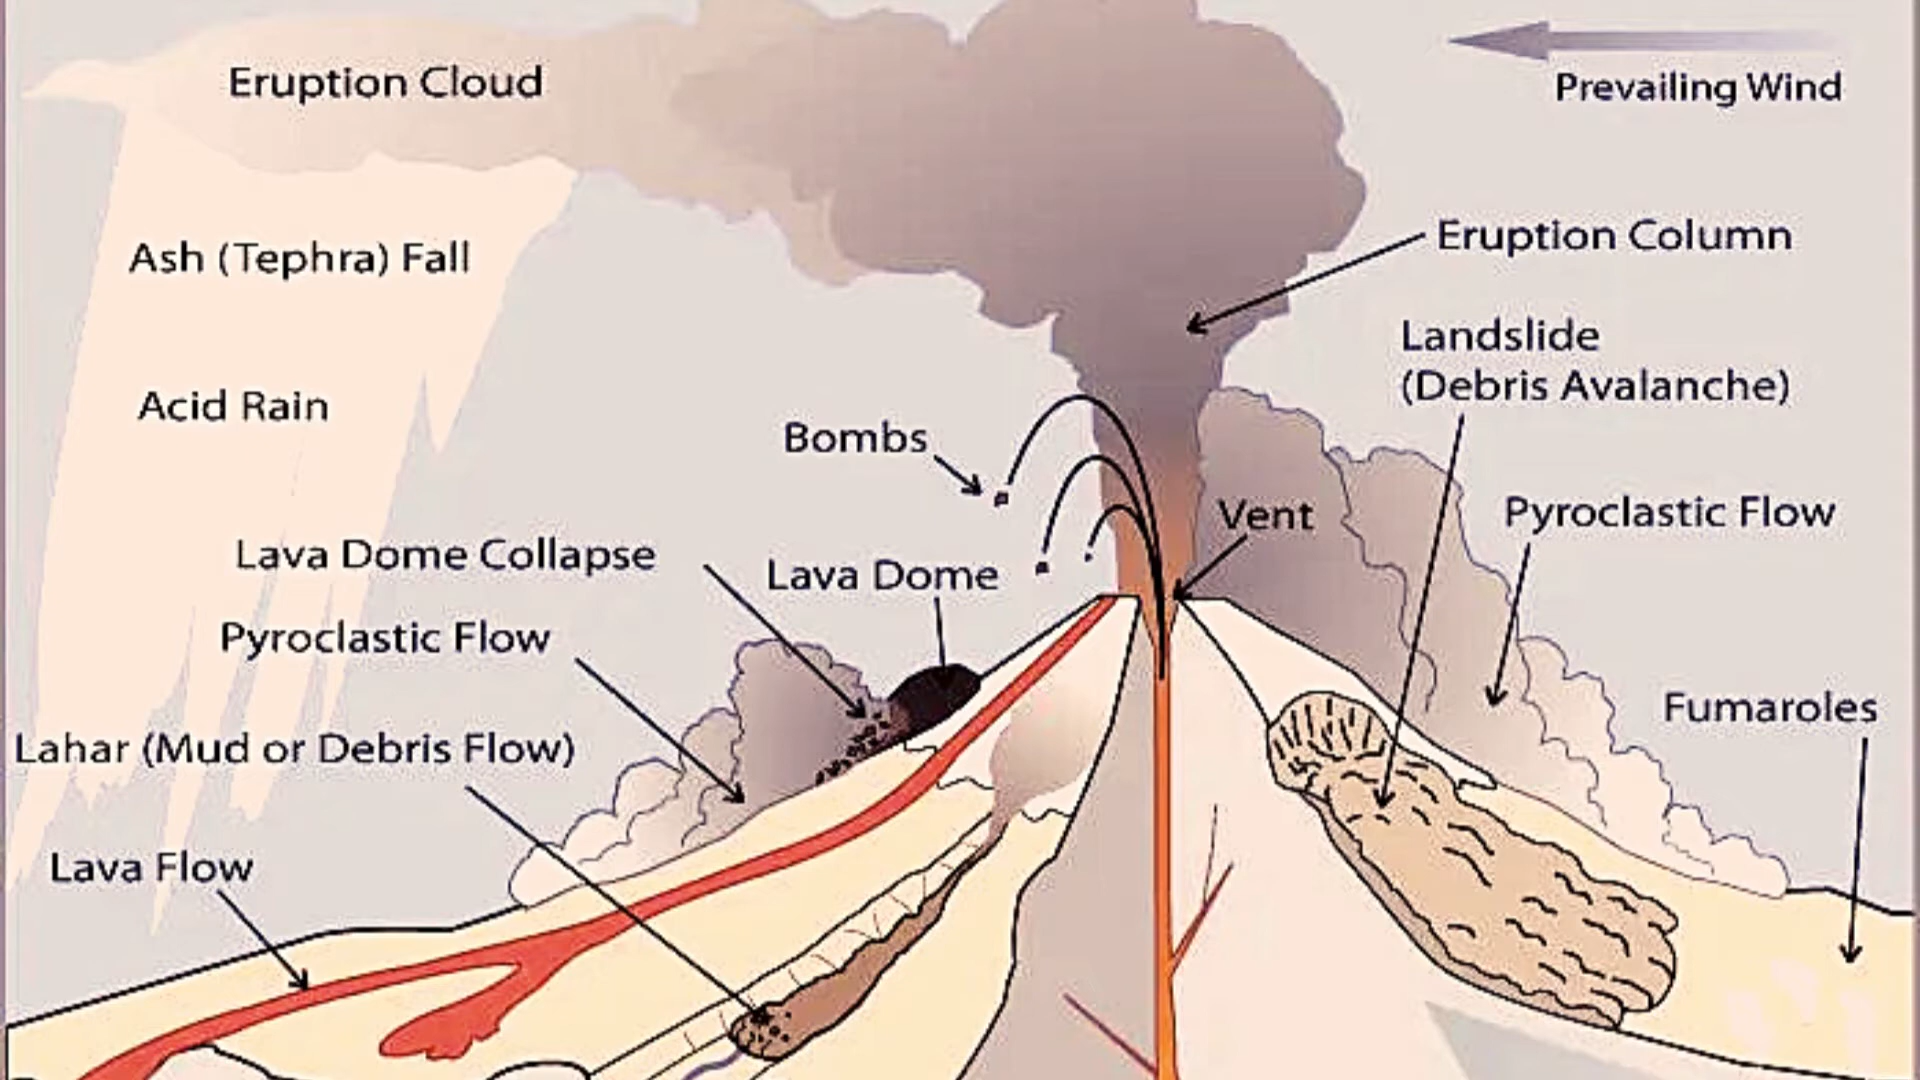 Eruption Cloud
Prevailing Wind
Ash (Tephra) Fall
Eruption Column
Landslide
(Debris Avalanche)
Acid Rain
Bombs
Vent
Pyroclastic Flow
Lava Dome Collapse
Lava Dome
Pyroclastic Flow
Fumaroles
Lahar (Mud or Debris Flow)
Lava Flow